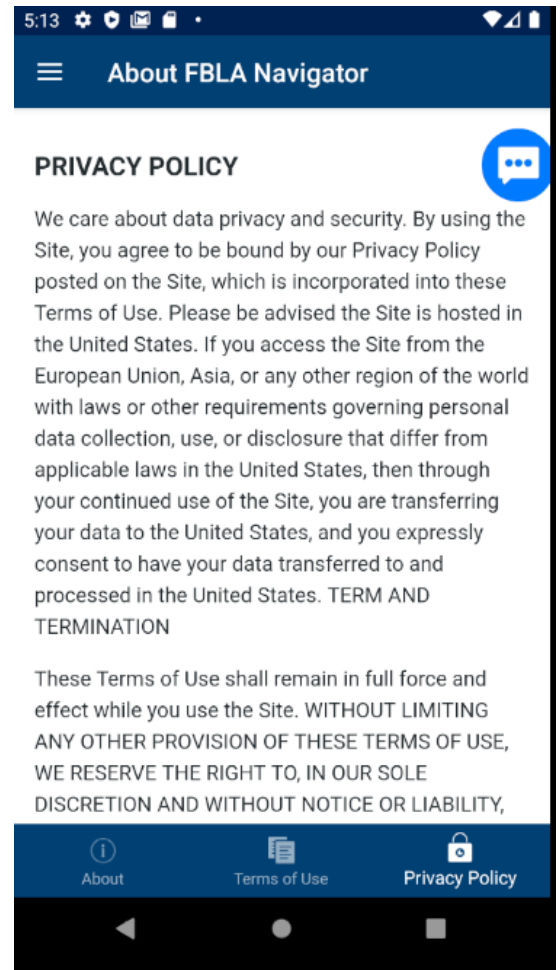 5:13
About FBLA Navigator
PRIVACY POLICY
We care about data privacy and security. By using the
Site, you agree to be bound by our Privacy Policy
posted on the Site, which is incorporated into these
Terms of Use. Please be advised the Site is hosted in
the United States. If you access the Site from the
European Union, Asia, or any other region of the world
with laws or other requirements governing personal
data collection, use, or disclosure that differ from
applicable laws in the United States, then through
your continued use of the Site, you are transferring
your data to the United States, and you expressly
consent to have your data transferred to and
processed in the United States. TERM AND
TERMINATION
These Terms of Use shall remain in full force and
effect while you use the Site. WITHOUT LIMITING
ANY OTHER PROVISION OF THESE TERMS OF USE,
WE RESERVE THE RIGHT TO, IN OUR SOLE
DISCRETION AND WITHOUT NOTICE OR LIABILITY,
About
Terms of Use
Privacy Policy